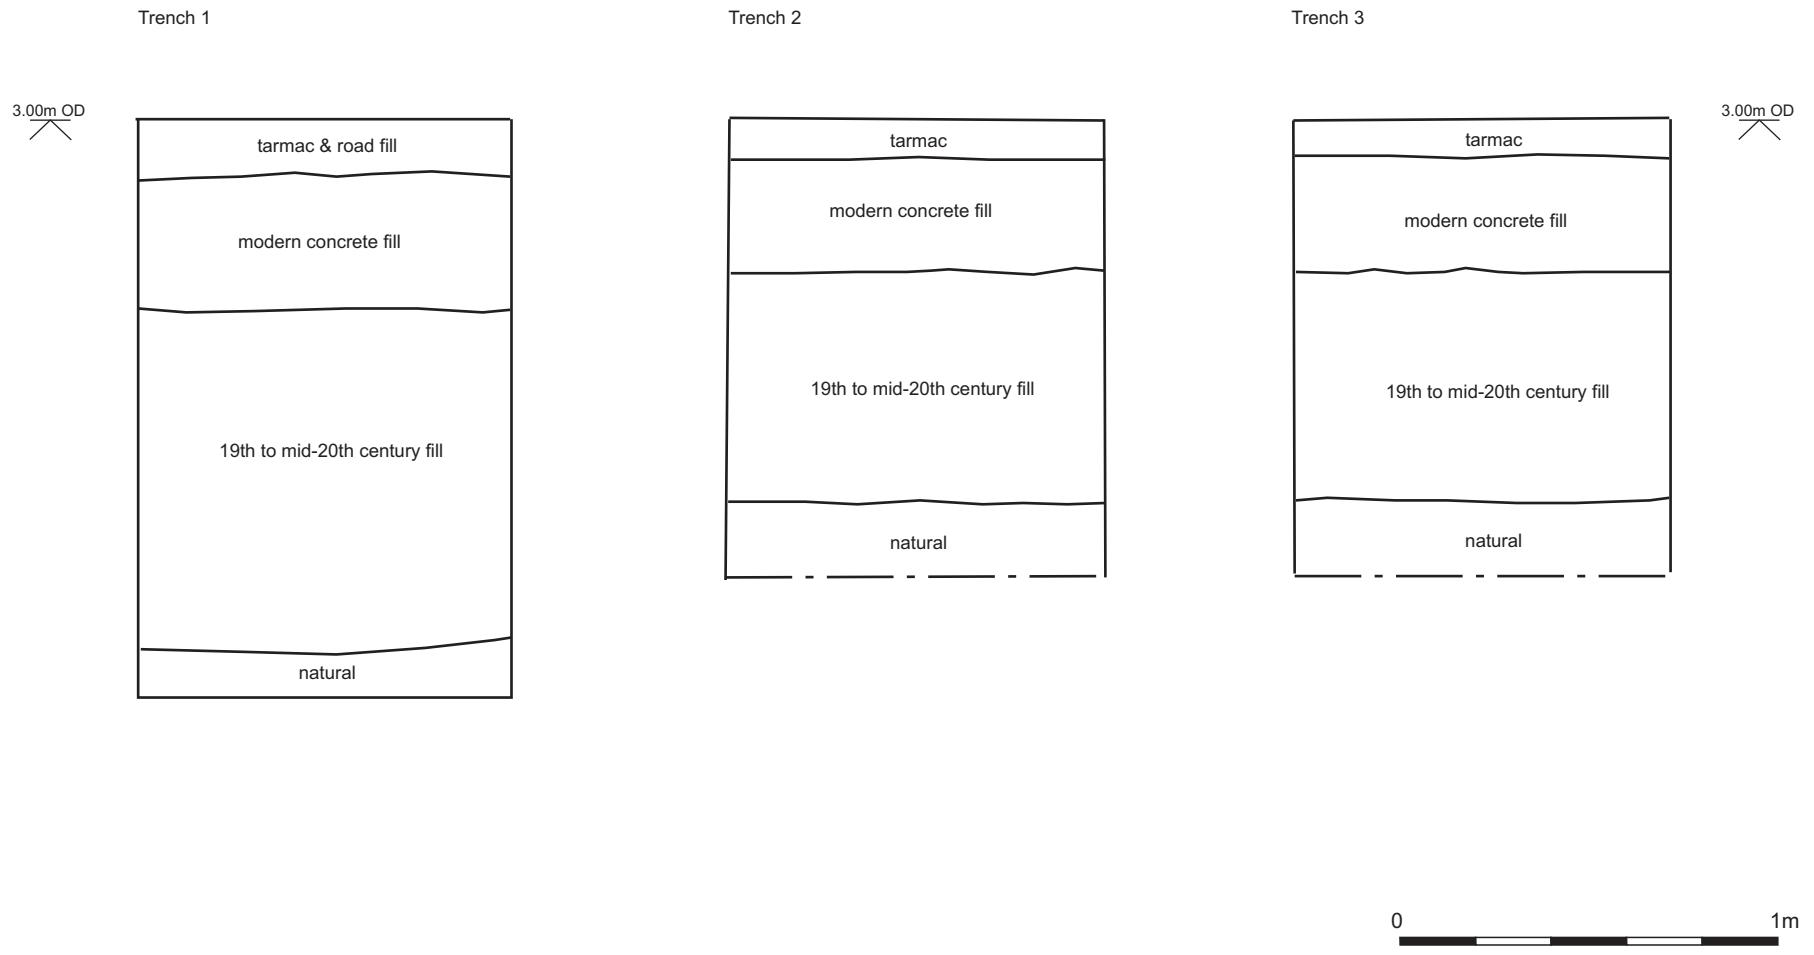 Trench 1
Trench 2
Trench 3
3.00m OD
3.00m OD
tarmac & road fill
modern concrete fill
19th to mid-20th century fill
natural
tarmac
modern concrete fill
19th to mid-20th century fill
natural
tarmac
modern concrete fill
19th to mid-20th century fill
natural
0
1m